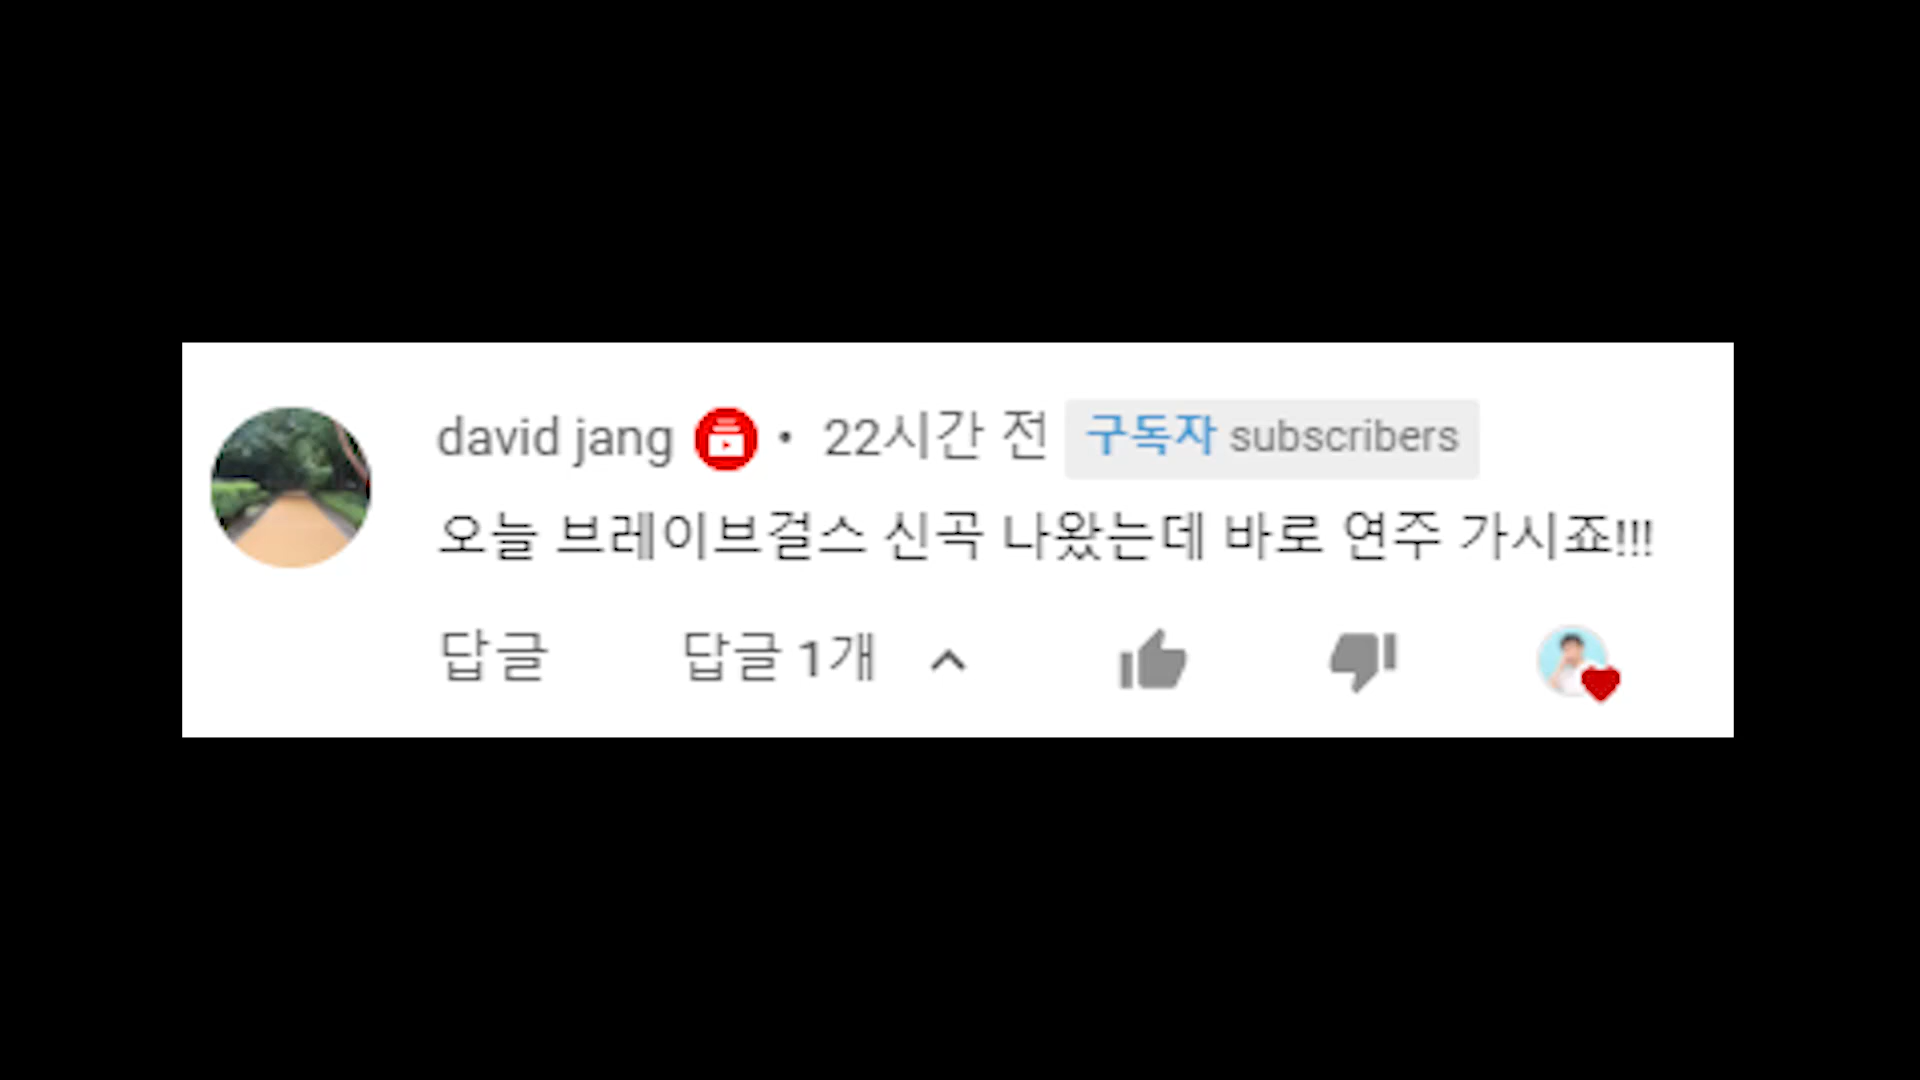 david jang • 22시간 전 구독자 subscribers
오늘 브레이브걸스 신곡 나왔는데 바로 연주 가시죠!!!
답글 답글 1개